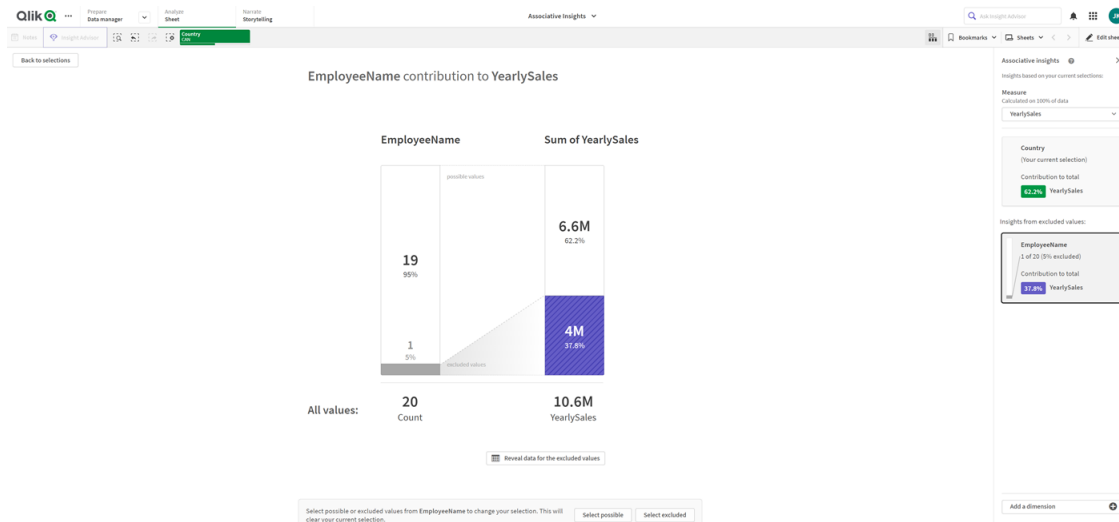 Qlik
Prepare
Data manager
Analyze
Sheet
Narrate
Storytelling
Associative Insights
Ask Insight Advisor
JK
Notes
Insight Advisor
Country
CAN
Bookmarks
Sheets
Edit shee
Back to selections
EmployeeName contribution to YearlySales
EmployeeName
Sum of YearlySales
possible values
6.6M
62.2%
19
95%
4M
37.8%
1
5%
excluded values
All values:
20
Count
10.6M
YearlySales
Reveal data for the excluded values
Select possible or excluded values from EmployeeName to change your selection. This will
clear your current selection.
Select possible
Select excluded
Associative insights
Insights based on your current selections:
Measure
Calculated on 100% of data
YearlySales
Country
(Your current selection)
Contribution to total
62.2% YearlySales
Insights from excluded values:
EmployeeName
1 of 20 (5% excluded)
Contribution to total
37.8% YearlySales
Add a dimension